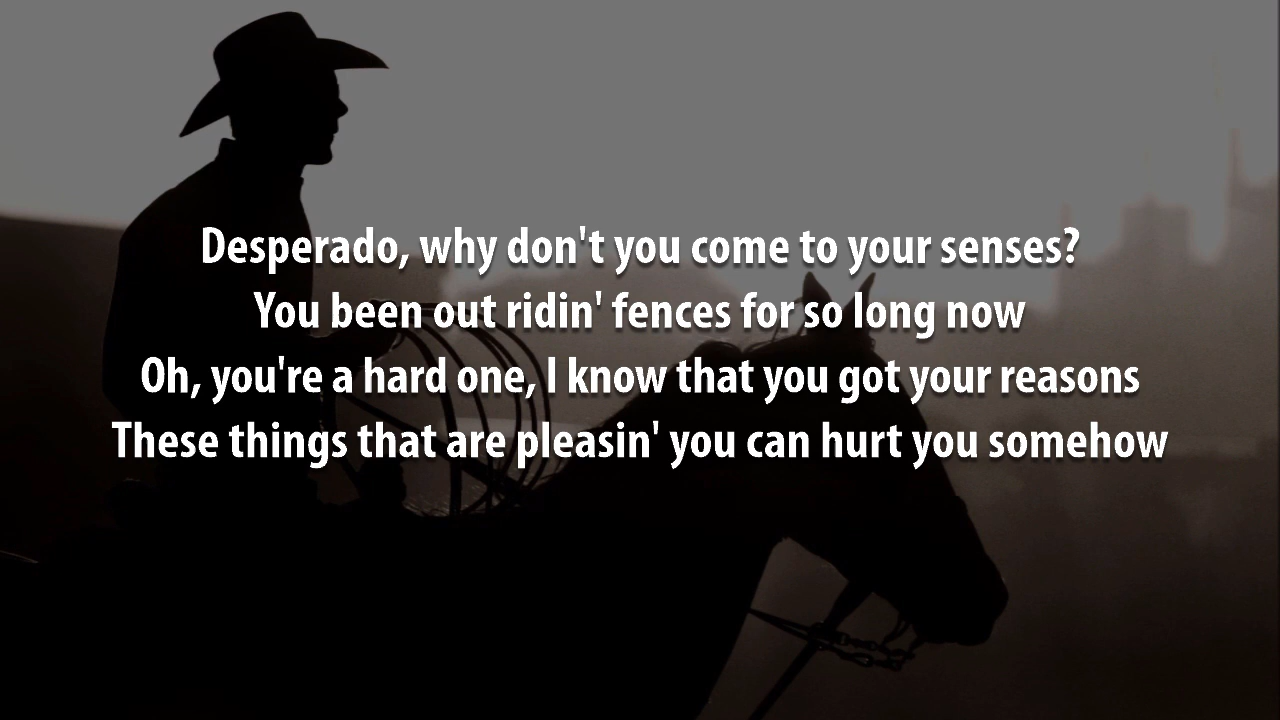 Desperado, why don't you come to your senses?
You been out ridin' fences for so long now
Oh, you're a hard one, I know that you got your reasons
These things that are pleasin' you can hurt you somehow